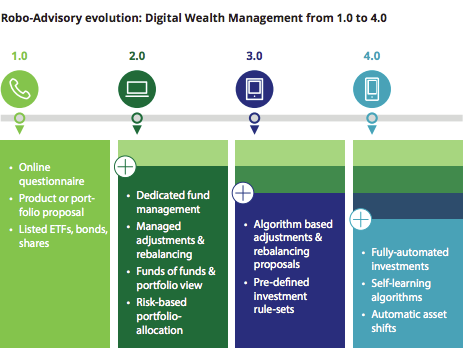 Robo-Advisory evolution: Digital Wealth Management from 1.0 to 4.0
1.0
2.0
3.0
4.0
• Online
questionnaire
• Product or port-
folio proposal
• Listed ETFs, bonds,
shares
• Dedicated fund
management
• Managed
adjustments &
rebalancing
• Funds of funds &
portfolio view
• Risk-based
portfolio-
allocation
• Algorithm based
adjustments &
rebalancing
proposals
• Pre-defined
investment
rule-sets
• Fully-automated
investments
• Self-learning
algorithms
• Automatic asset
shifts